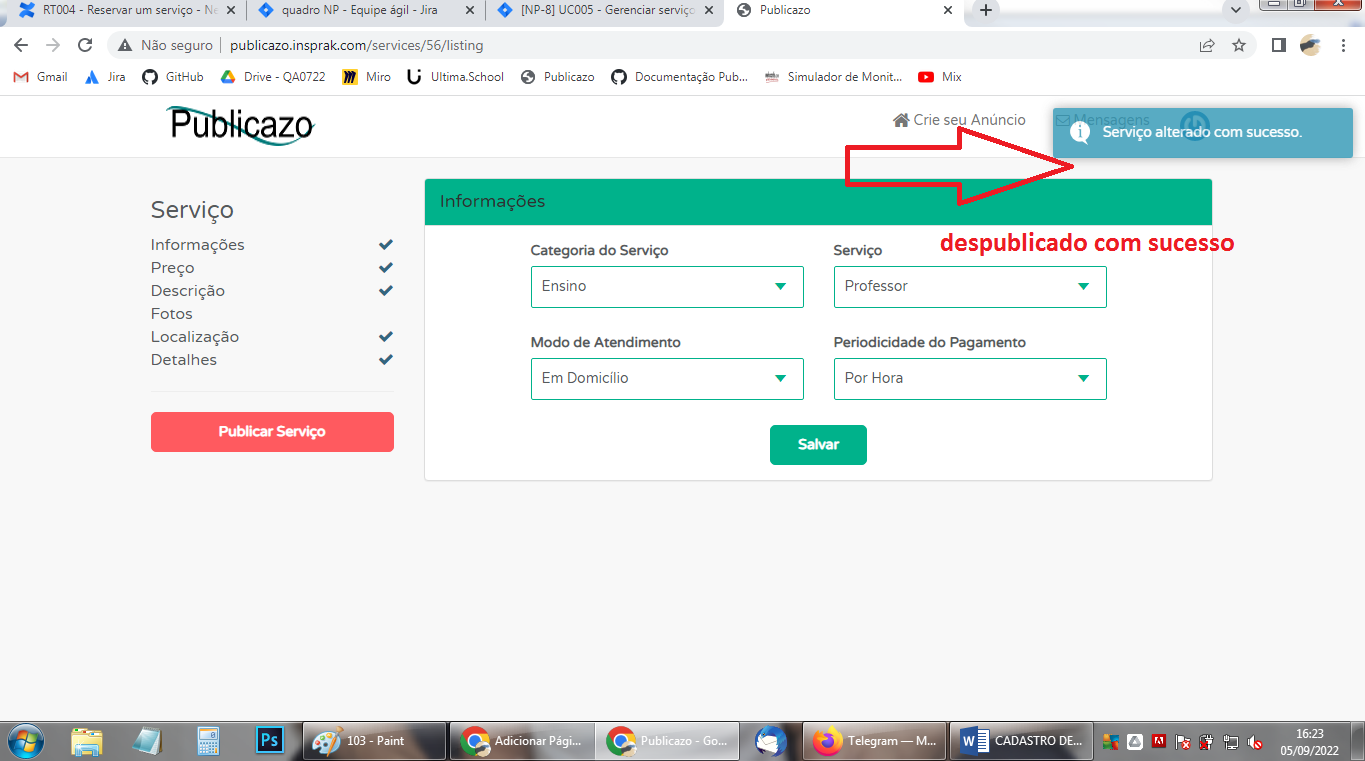 RT004 - Reservar um serviço - Ne
quadro NP - Equipe ágil - Jira
[NP-8] UC005 - Gerenciar serviço
Publicazo
Não seguro
publicazo.insprak.com/services/56/listing
Gmail
Jira
GitHub
Drive - QA0722
Miro
Ultima.School
Publicazo
Documentação Pub...
Simulador de Monit...
Mix
Publicazo
Crie seu Anúncio
Mensagens
Serviço alterado com sucesso.
Serviço
Informações
Preço
Descrição
Fotos
Localização
Detalhes
Publicar Serviço
Informações
despublicado com sucesso
Categoria do Serviço
Serviço
Ensino
Professor
Modo de Atendimento
Periodicidade do Pagamento
Em Domicílio
Por Hora
Salvar
Ps
103 - Paint
Adicionar Pági...
Publicazo - Go...
Telegram — M...
CADASTRO DE...
16:23
05/09/2022